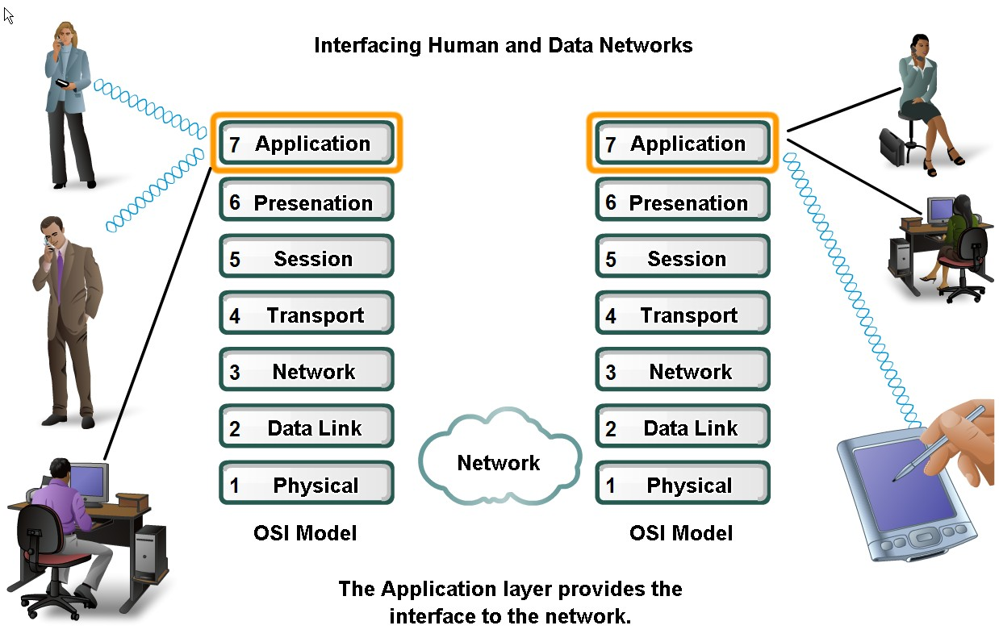 Interfacing Human and Data Networks
7 Application
6 Presenation
5 Session
4 Transport
3 Network
2 Data Link
1 Physical
OSI Model
Network
7 Application
6 Presenation
5 Session
4 Transport
3 Network
2 Data Link
1 Physical
OSI Model
The Application layer provides the
interface to the network.